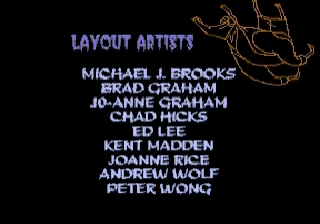 LAYOUT ARTISTS
MICHAEL J. BROOKS
BRAD GRAHAM
JO-ANNE GRAHAM
CHAD HICKS
ED LEE
KENT MADDEN
JOANNE RICE
ANDREW WOLF
PETER WONG